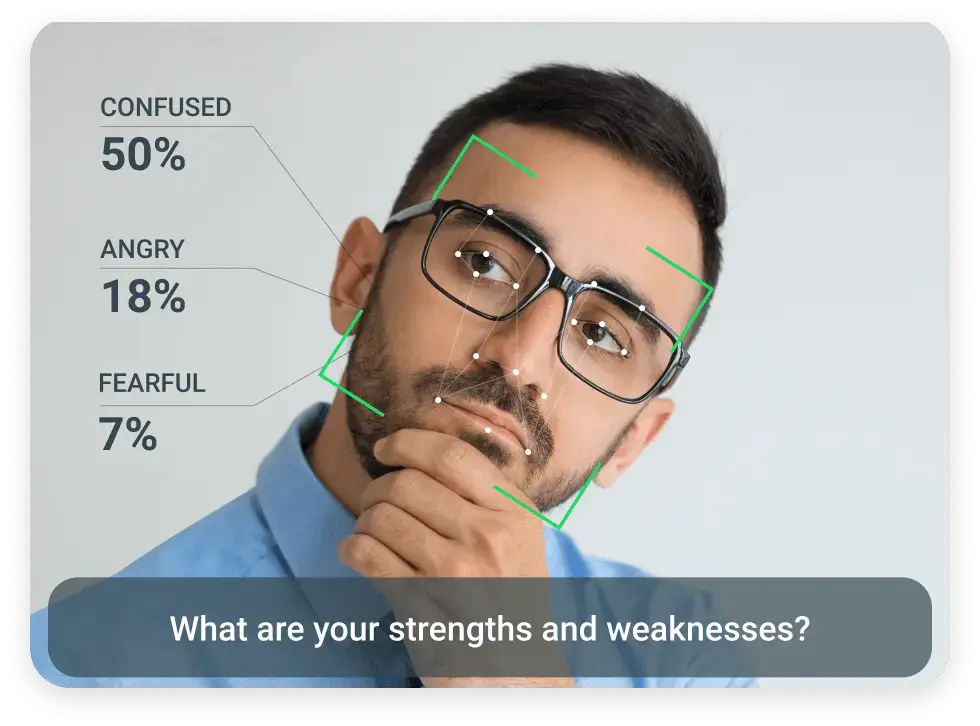 CONFUSED
50%
ANGRY
18%
FEARFUL
7%
What are your strengths and weaknesses?